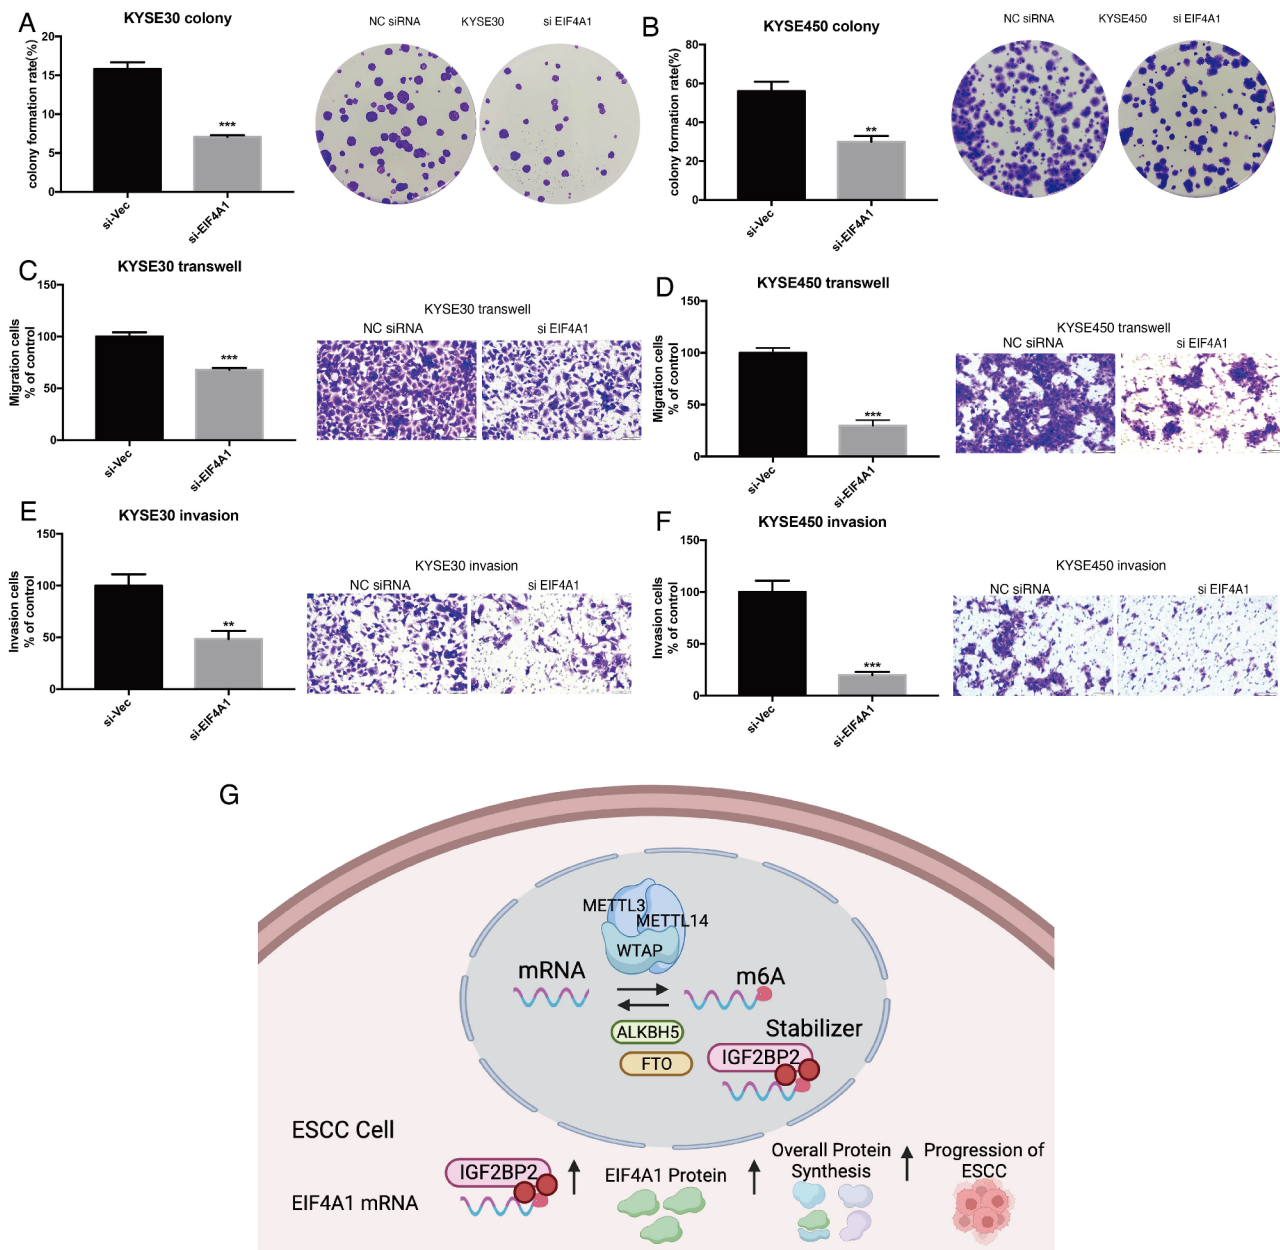 A
KYSE30 colony
colony formation rate(%)
20
15
10
5
0
***
si-Vec
si-EIF4A1
NC siRNA KYSE30 si EIF4A1
B
KYSE450 colony
colony formation rate(%)
80
60
40
20
0
**
si-Vec
si-EIF4A1
NC siRNA KYSE450 si EIF4A1
C
KYSE30 transwell
Migration cells
% of control
150
100
50
0
***
si-Vec
si-EIF4A1
KYSE30 transwell
NC siRNA si EIF4A1
D
KYSE450 transwell
Migration cells
% of control
150
100
50
0
***
si-Vec
si-EIF4A1
KYSE450 transwell
NC siRNA si EIF4A1
E
KYSE30 invasion
Invasion cells
% of control
150
100
50
0
**
si-Vec
si-EIF4A1
KYSE30 invasion
NC siRNA si EIF4A1
F
KYSE450 invasion
Invasion cells
% of control
150
100
50
0
***
si-Vec
si-EIF4A1
KYSE450 invasion
NC siRNA si EIF4A1
G
METTL3
METTL14
WTAP
mRNA
m6A
ALKBH5
FTO
Stabilizer
IGF2BP2
ESCC Cell
EIF4A1 mRNA
IGF2BP2
EIF4A1 Protein
Overall Protein
Synthesis
Progression of
ESCC